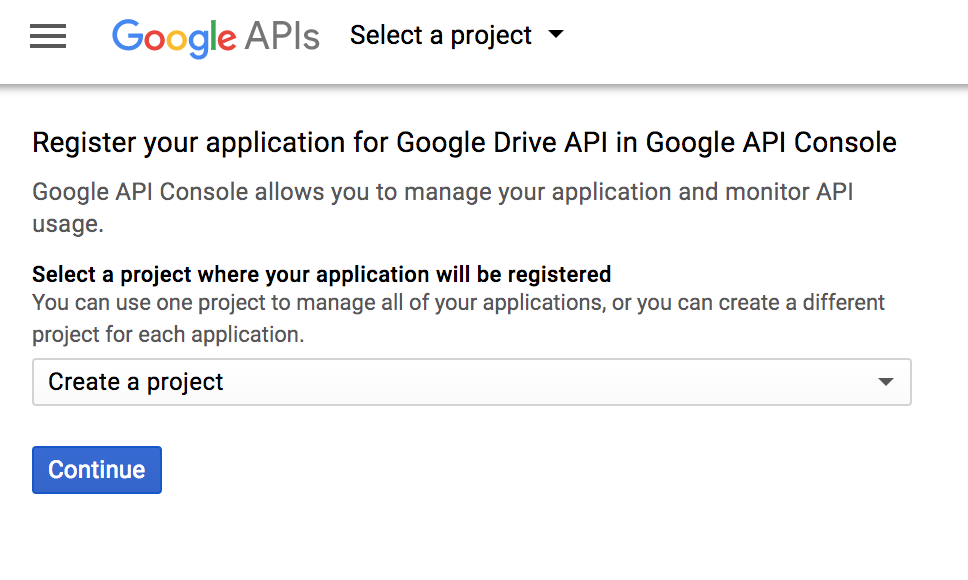 Google APIs Select a project
Register your application for Google Drive API in Google API Console
Google API Console allows you to manage your application and monitor API
usage.
Select a project where your application will be registered
You can use one project to manage all of your applications, or you can create a different
project for each application.
Create a project
Continue